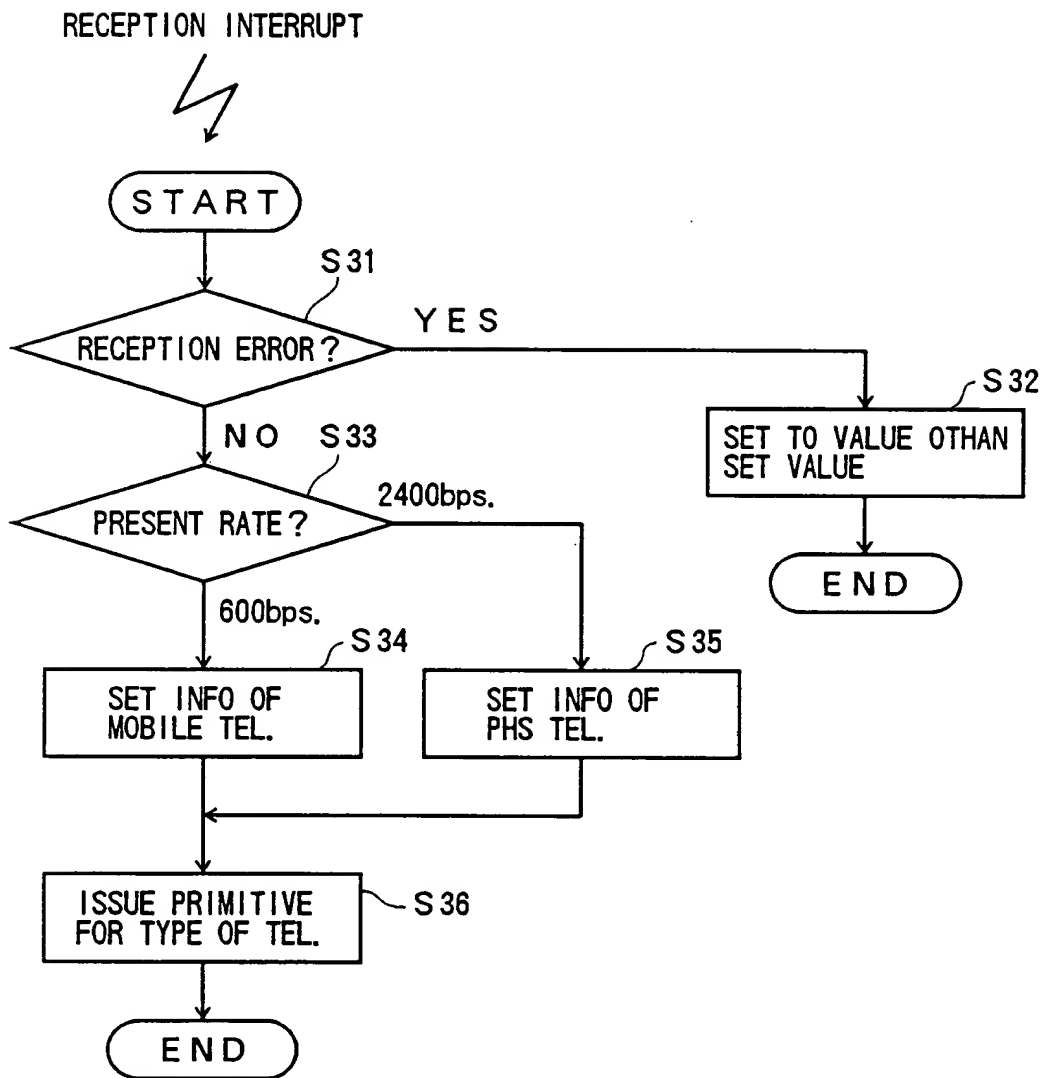 RECEPTION INTERRUPT
START
S31
RECEPTION ERROR?
YES
S32
SET TO VALUE OTHAN
SET VALUE
END
NO
S33
PRESENT RATE?
2400bps.
600bps.
S34
SET INFO OF
MOBILE TEL.
S35
SET INFO OF
PHS TEL.
ISSUE PRIMITIVE
FOR TYPE OF TEL.
S36
END